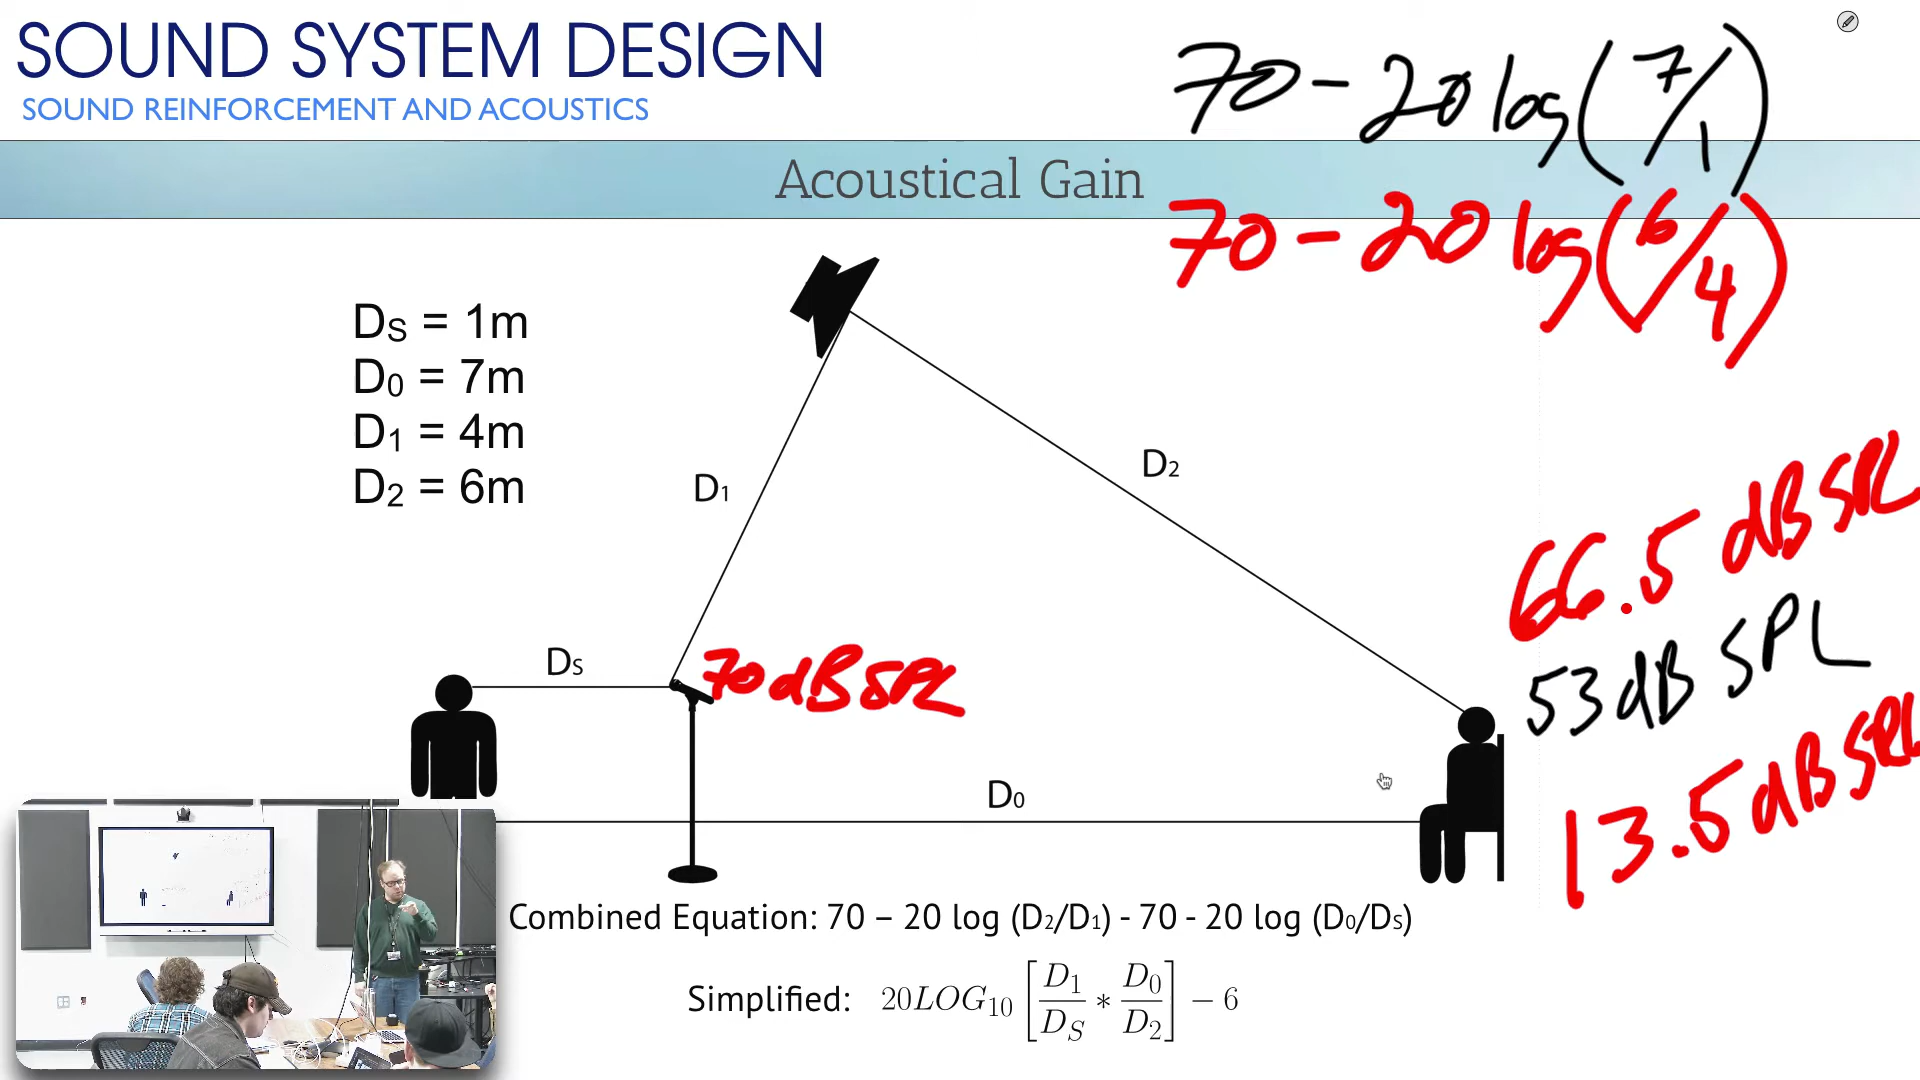 SOUND SYSTEM DESIGN
SOUND REINFORCEMENT AND ACOUSTICS
70 - 20 log(7/1)
Acoustical Gain
70 - 20 log(6/4)
DS = 1m
D0 = 7m
D1 = 4m
D2 = 6m
D1
D2
66.5 dB SPL
DS
70 dB SPL
53 dB SPL
D0
13.5 dB SPL
Combined Equation: 70 – 20 log (D2/D1) - 70 - 20 log (D0/DS)
Simplified: 20LOG10 [D1/DS * D0/D2] − 6